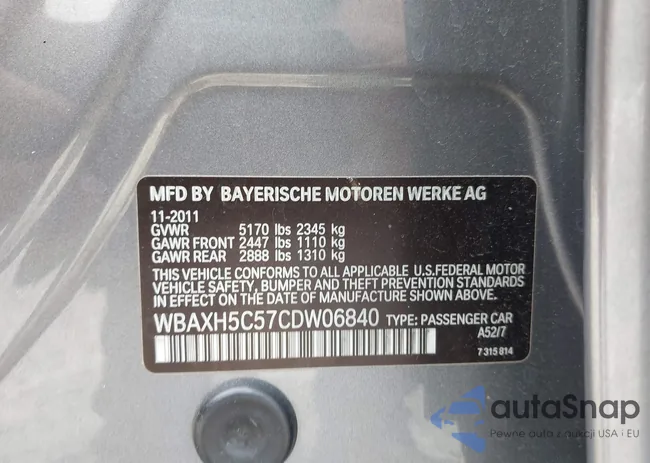 MFD BY BAYERISCHE MOTOREN WERKE AG
11-2011
GVWR 5170 lbs 2345 kg
GAWR FRONT 2447 lbs 1110 kg
GAWR REAR 2888 lbs 1310 kg
THIS VEHICLE CONFORMS TO ALL APPLICABLE U.S.FEDERAL MOTOR
VEHICLE SAFETY, BUMPER AND THEFT PREVENTION STANDARDS
IN EFFECT ON THE DATE OF MANUFACTURE SHOWN ABOVE.
WBAXH5C57CDW06840 TYPE: PASSENGER CAR
A52/7
7 315 814
autaSnap
Pewne auta z aukcji USA i EU